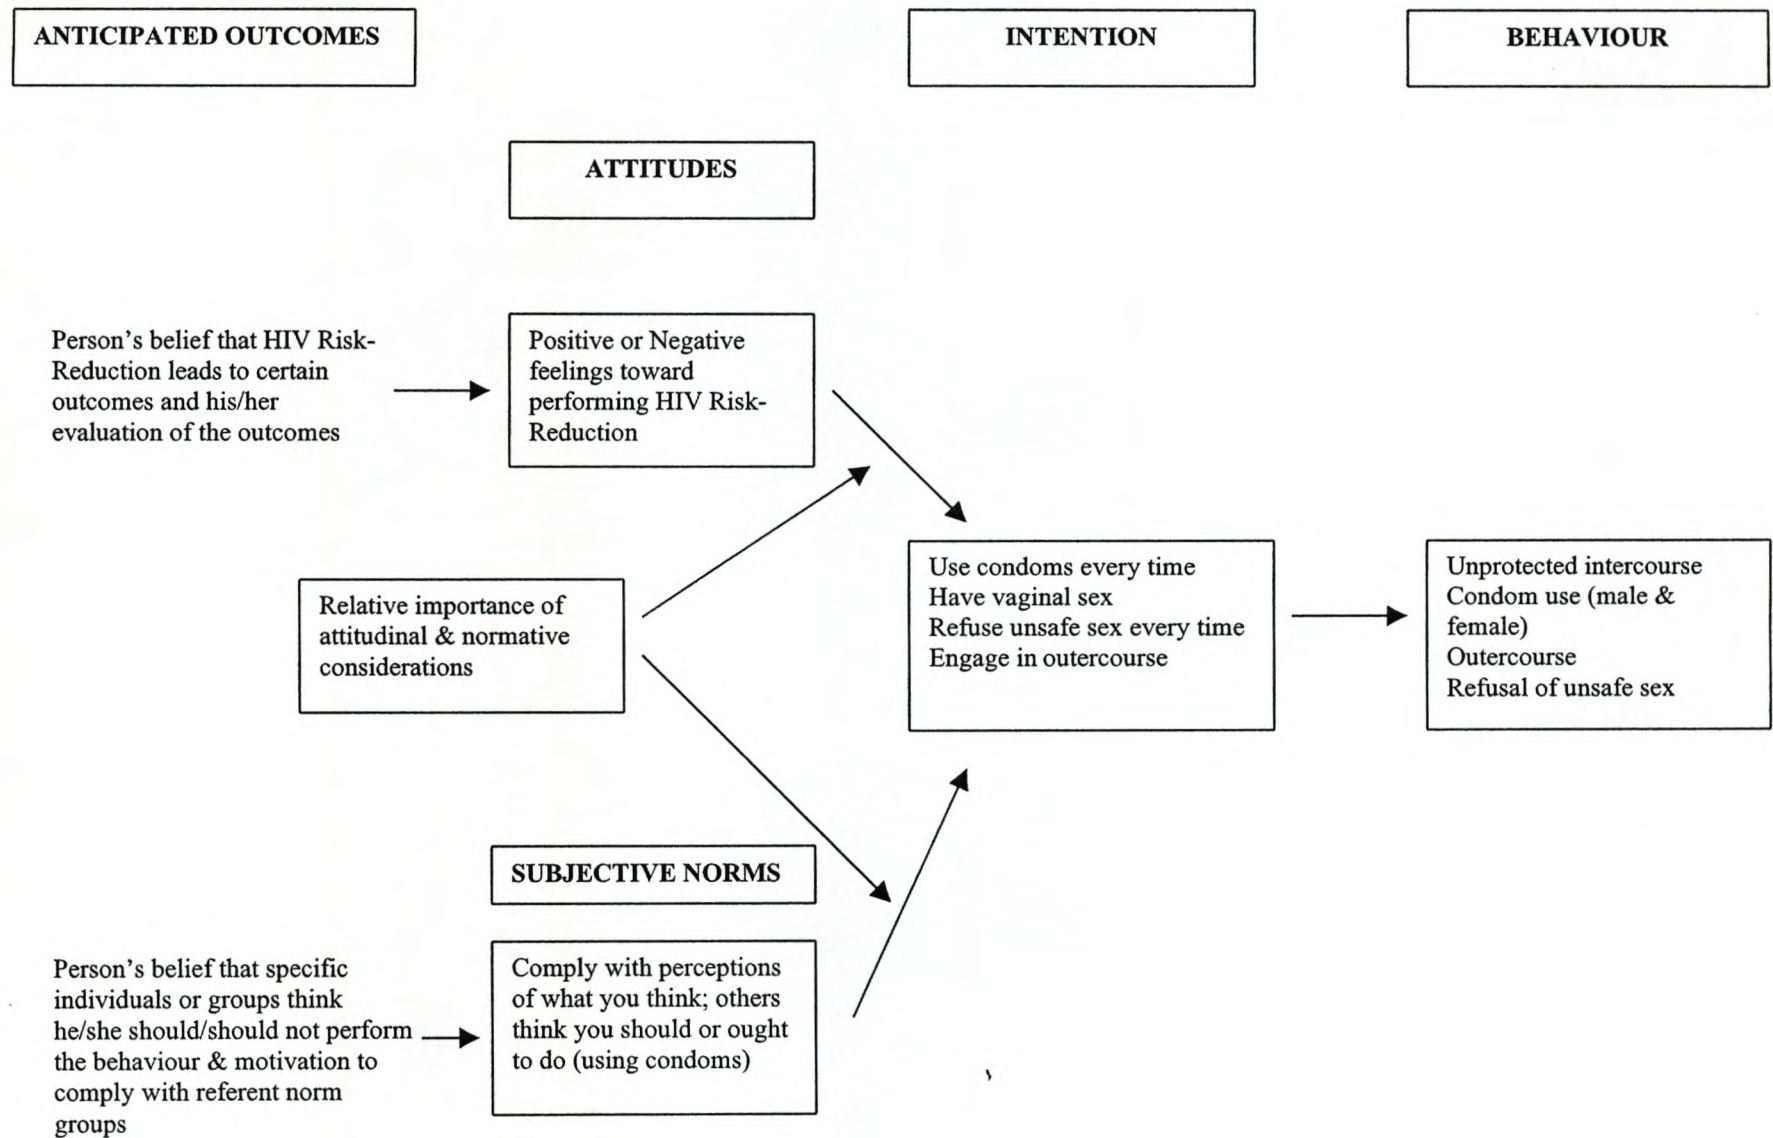 ANTICIPATED OUTCOMES
INTENTION
BEHAVIOUR
ATTITUDES
Person's belief that HIV Risk-
Reduction leads to certain
outcomes and his/her
evaluation of the outcomes
Positive or Negative
feelings toward
performing HIV Risk-
Reduction
Relative importance of
attitudinal & normative
considerations
Use condoms every time
Have vaginal sex
Refuse unsafe sex every time
Engage in outercourse
Unprotected intercourse
Condom use (male &
female)
Outercourse
Refusal of unsafe sex
SUBJECTIVE NORMS
Person's belief that specific
individuals or groups think
he/she should/should not perform
the behaviour & motivation to
comply with referent norm
groups
Comply with perceptions
of what you think; others
think you should or ought
to do (using condoms)